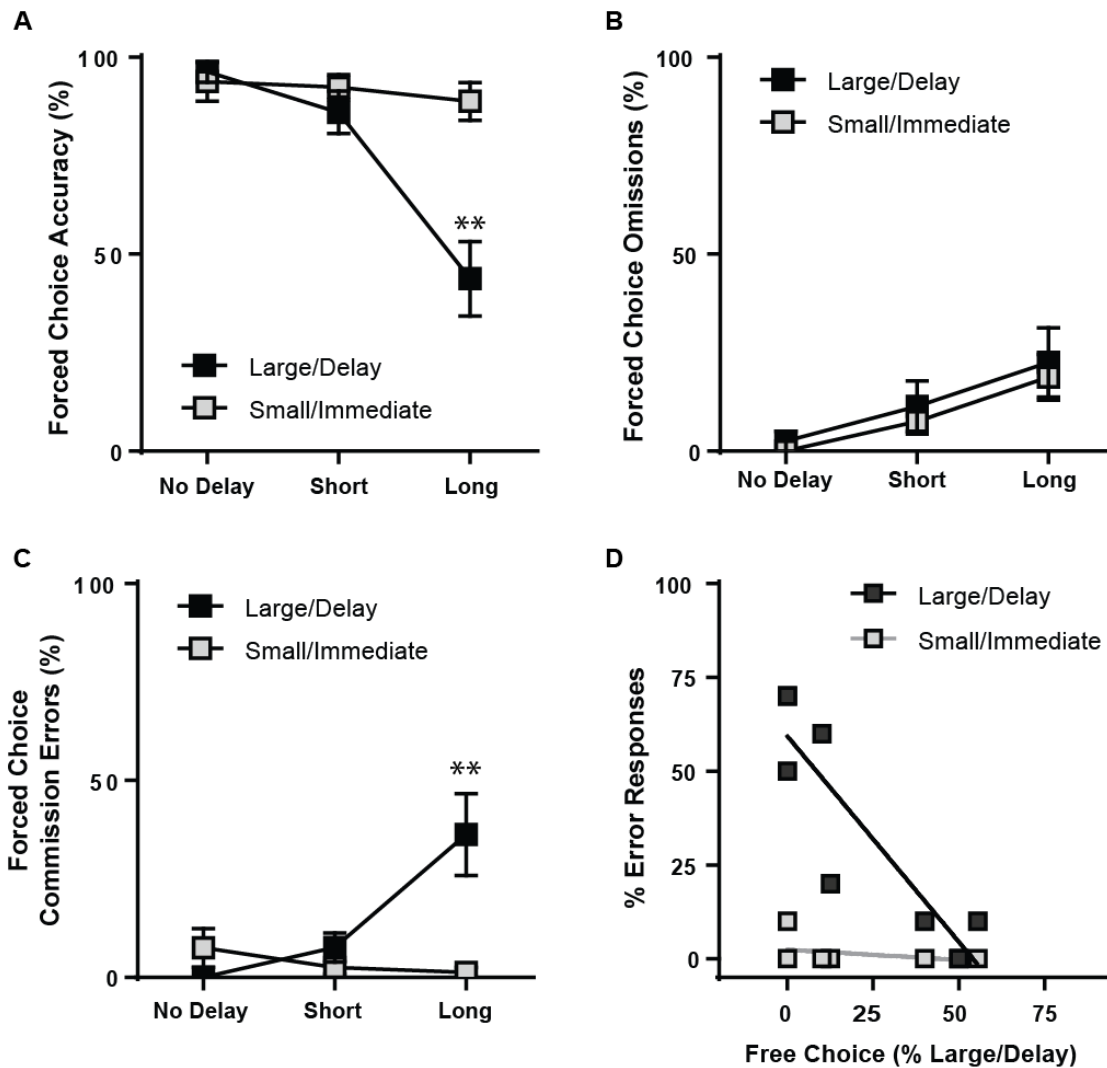 A
Forced Choice Accuracy (%)
100
50
0
**
Large/Delay
Small/Immediate
No Delay
Short
Long
B
Forced Choice Omissions (%)
100
50
0
Large/Delay
Small/Immediate
No Delay
Short
Long
C
Forced Choice
Commission Errors (%)
100
50
0
Large/Delay
Small/Immediate
**
No Delay
Short
Long
D
% Error Responses
100
75
50
25
0
Large/Delay
Small/Immediate
0
25
50
75
Free Choice (% Large/Delay)